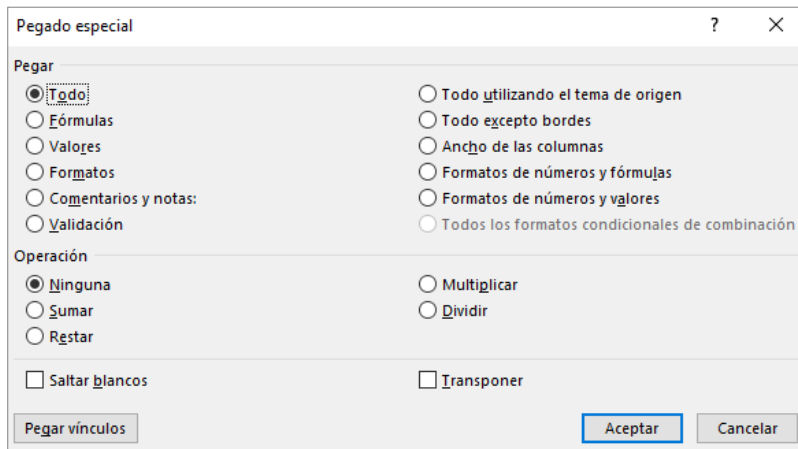 Pegado especial ? ×
Pegar
Todo
Fórmulas
Valores
Formatos
Comentarios y notas:
Validación
Todo utilizando el tema de origen
Todo excepto bordes
Ancho de las columnas
Formatos de números y fórmulas
Formatos de números y valores
Todos los formatos condicionales de combinación
Operación
Ninguna
Sumar
Restar
Multiplicar
Dividir
Saltar blancos
Transponer
Pegar vínculos
Aceptar
Cancelar